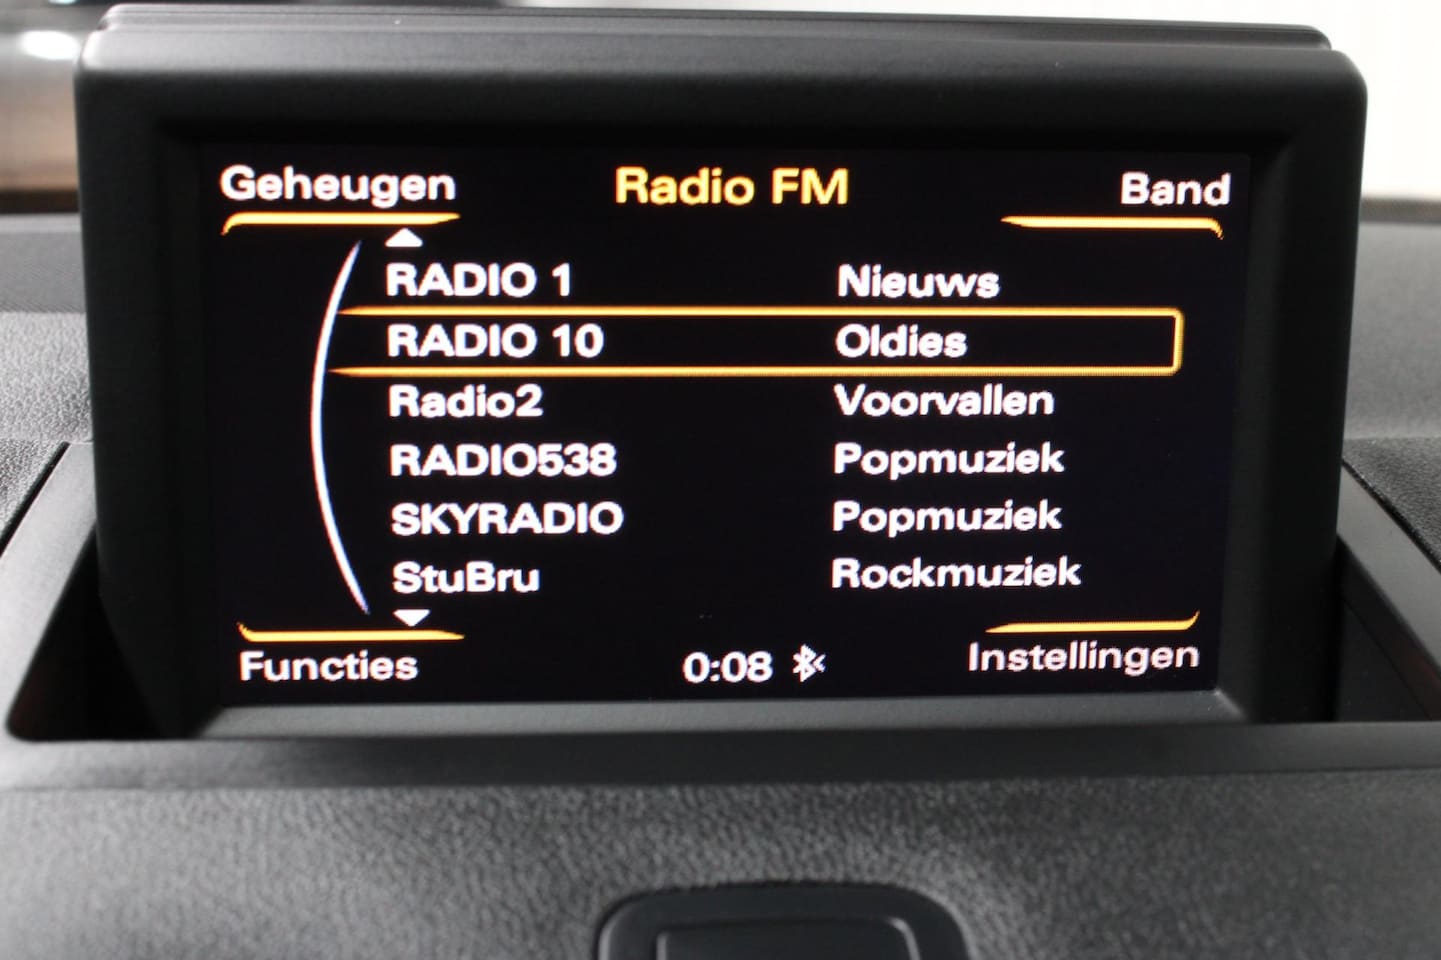 Geheugen Radio FM Band
RADIO 1 Nieuws
RADIO 10 Oldies
Radio2 Voorvallen
RADIO538 Popmuziek
SKYRADIO Popmuziek
StuBru Rockmuziek
Functies 0:08 Instellingen